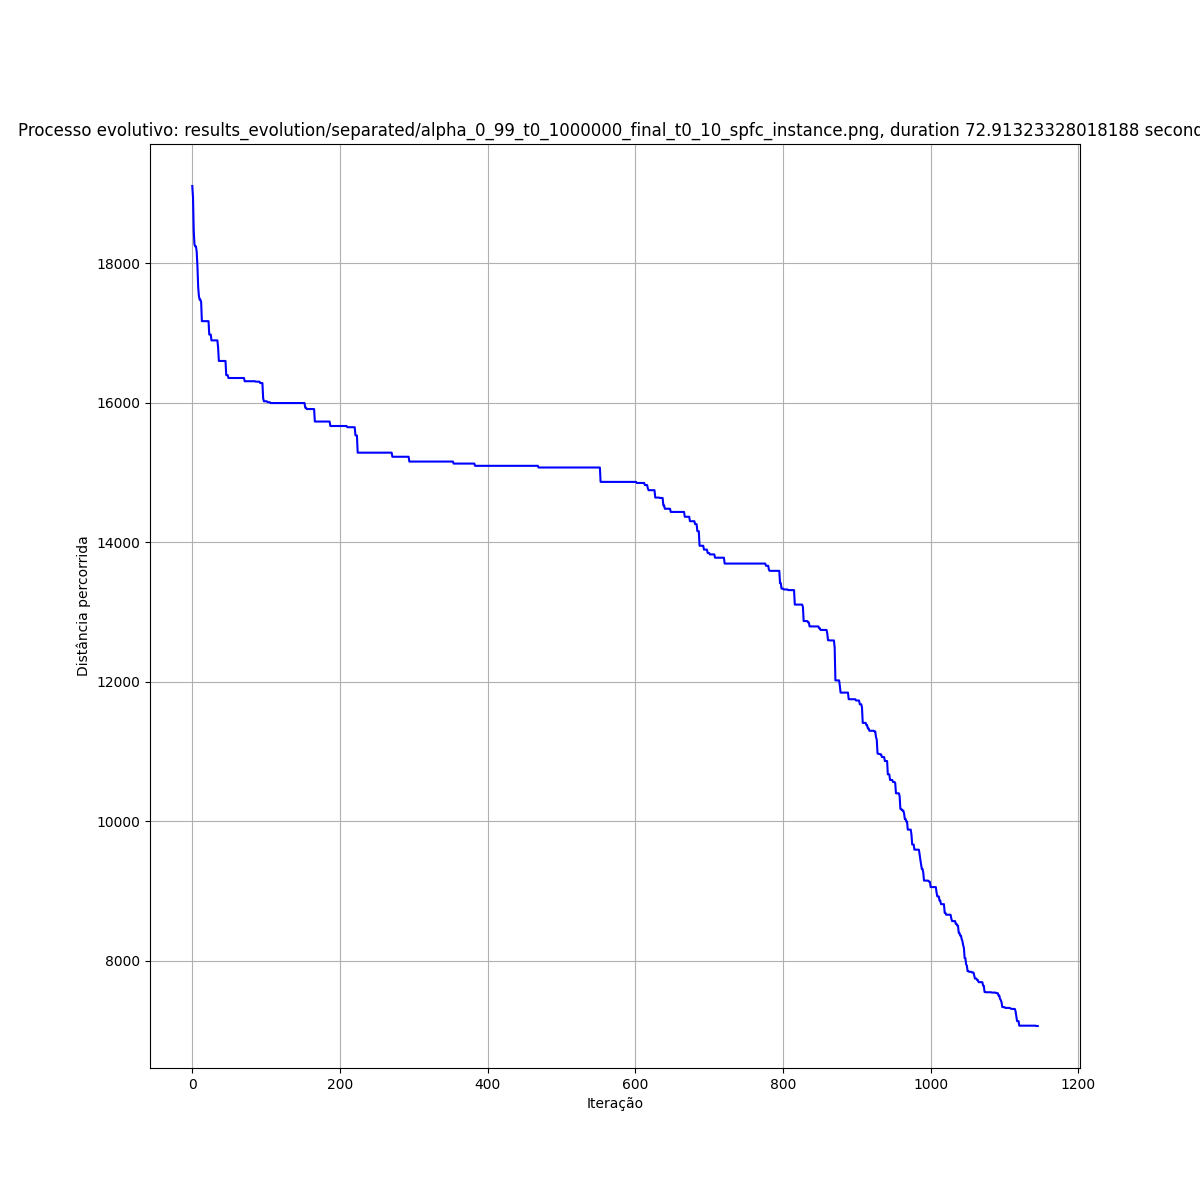 Processo evolutivo: results_evolution/separated/alpha_0_99_t0_1000000_final_t0_10_spfc_instance.png, duration 72.91323328018188 second
18000
16000
14000
12000
10000
8000
Distância percorrida
0 200 400 600 800 1000 1200
Iteração